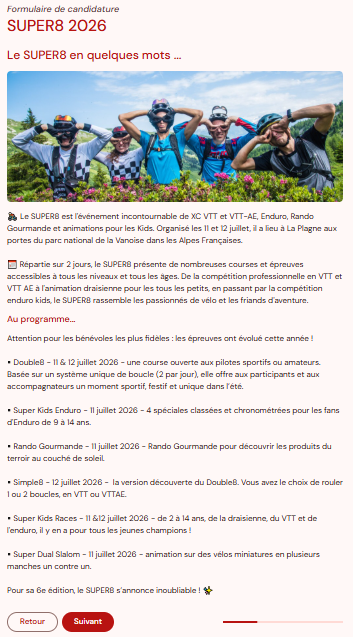 Formulaire de candidature
SUPER8 2026
Le SUPER8 en quelques mots ...
Le SUPER8 est l'événement incontournable de XC VTT et VTT-AE, Enduro, Rando
Gourmande et animations pour les Kids. Organisé les 11 et 12 juillet, il a lieu à La Plagne aux
portes du parc national de la Vanoise dans les Alpes Françaises.
Répartie sur 2 jours, le SUPER8 présente de nombreuses courses et épreuves
accessibles à tous les niveaux et tous les âges. De la compétition professionnelle en VTT et
VTT AE à l'animation draisienne pour les tous les petits, en passant par la compétition
enduro kids, le SUPER8 rassemble les passionnés de vélo et les friands d'aventure.
Au programme...
Attention pour les bénévoles les plus fidèles : les épreuves ont évolué cette année !
▪ Double8 - 11 & 12 juillet 2026 - une course ouverte aux pilotes sportifs ou amateurs.
Basée sur un système unique de boucle (2 par jour), elle offre aux participants et aux
accompagnateurs un moment sportif, festif et unique dans l'été.
▪ Super Kids Enduro - 11 juillet 2026 - 4 spéciales classées et chronométrées pour les fans
d'Enduro de 9 à 14 ans.
▪ Rando Gourmande - 11 juillet 2026 - Rando Gourmande pour découvrir les produits du
terroir au couché de soleil.
▪ Simple8 - 12 juillet 2026 - la version découverte du Double8. Vous avez le choix de rouler
1 ou 2 boucles, en VTT ou VTTAE.
▪ Super Kids Races - 11 &12 juillet 2026 - de 2 à 14 ans, de la draisienne, du VTT et de
l'enduro, il y en a pour tous les jeunes champions !
▪ Super Dual Slalom - 11 juillet 2026 - animation sur des vélos miniatures en plusieurs
manches un contre un.
Pour sa 6e édition, le SUPER8 s'annonce inoubliable !
Retour
Suivant